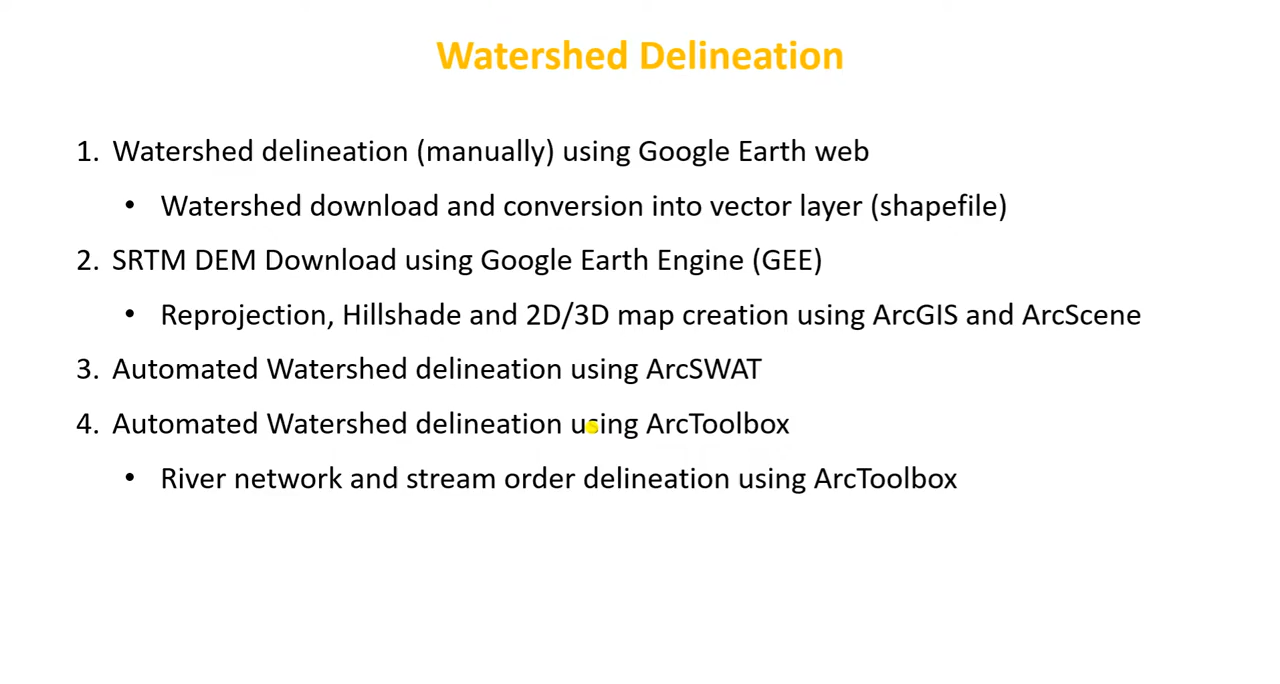 Watershed Delineation
1. Watershed delineation (manually) using Google Earth web
• Watershed download and conversion into vector layer (shapefile)
2. SRTM DEM Download using Google Earth Engine (GEE)
• Reprojection, Hillshade and 2D/3D map creation using ArcGIS and ArcScene
3. Automated Watershed delineation using ArcSWAT
4. Automated Watershed delineation using ArcToolbox
• River network and stream order delineation using ArcToolbox